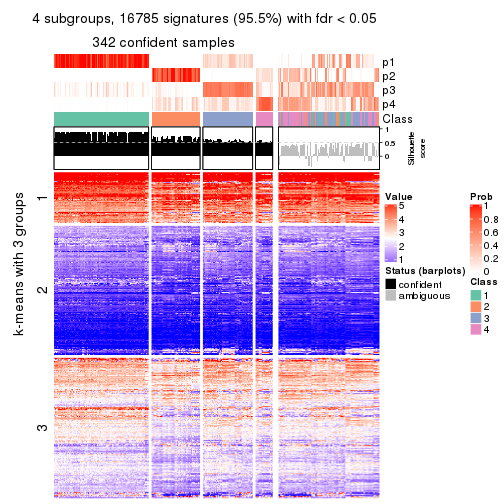 4 subgroups, 16785 signatures (95.5%) with fdr < 0.05
342 confident samples
p1
p2
p3
p4
Class
1
0.5
0
Silhouette
score
k-means with 3 groups
1
2
3
Value
5
4
3
2
1
Status (barplots)
confident
ambiguous
Prob
1
0.8
0.6
0.4
0.2
0
Class
1
2
3
4